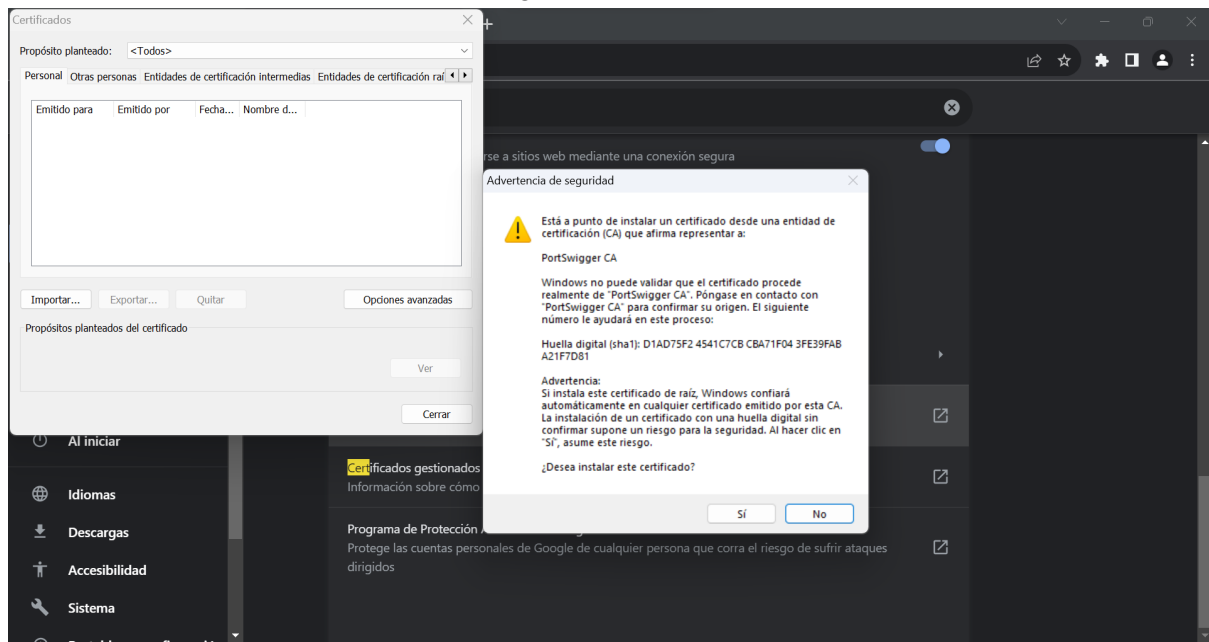 Certificados
Propósito planteado: <Todos>
Personal Otras personas Entidades de certificación intermedias Entidades de certificación raí
Emitido para Emitido por Fecha... Nombre d...
Importar... Exportar... Quitar Opciones avanzadas
Propósitos planteados del certificado
Ver
Cerrar
rse a sitios web mediante una conexión segura
Advertencia de seguridad
Está a punto de instalar un certificado desde una entidad de
certificación (CA) que afirma representar a:
PortSwigger CA
Windows no puede validar que el certificado procede
realmente de "PortSwigger CA". Póngase en contacto con
"PortSwigger CA" para confirmar su origen. El siguiente
número le ayudará en este proceso:
Huella digital (sha1): D1AD75F2 4541C7CB CBA71F04 3FE39FAB
A21F7D81
Advertencia:
Si instala este certificado de raíz, Windows confiará
automáticamente en cualquier certificado emitido por esta CA.
La instalación de un certificado con una huella digital sin
confirmar supone un riesgo para la seguridad. Al hacer clic en
"Sí", asume este riesgo.
¿Desea instalar este certificado?
Sí No
Al iniciar
Idiomas
Descargas
Accesibilidad
Sistema
Certificados gestionados
Información sobre cómo
Programa de Protección
Protege las cuentas personales de Google de cualquier persona que corra el riesgo de sufrir ataques
dirigidos